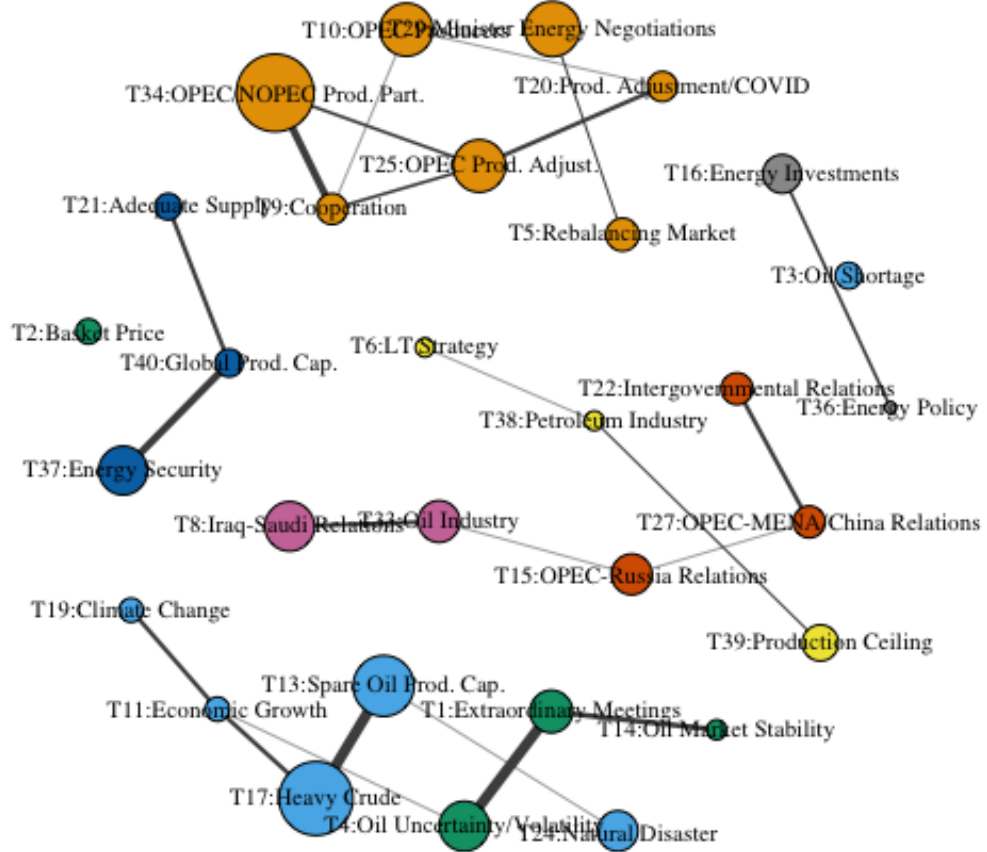 T10:OPEC Producers
T29:Minister Energy Negotiations
T20:Prod. Adjustment/COVID
T34:OPEC/NOPEC Prod. Part.
T25:OPEC Prod. Adjust.
T16:Energy Investments
T21:Adequate Supply
T9:Cooperation
T5:Rebalancing Market
T3:Oil Shortage
T2:Basket Price
T6:LT Strategy
T40:Global Prod. Cap.
T22:Intergovernmental Relations
T36:Energy Policy
T38:Petroleum Industry
T37:Energy Security
T8:Iraq-Saudi Relations
T33:Oil Industry
T27:OPEC-MENA/China Relations
T15:OPEC-Russia Relations
T19:Climate Change
T39:Production Ceiling
T13:Spare Oil Prod. Cap.
T11:Economic Growth
T1:Extraordinary Meetings
T14:Oil Market Stability
T17:Heavy Crude
T4:Oil Uncertainty/Volatility
T24:Natural Disaster